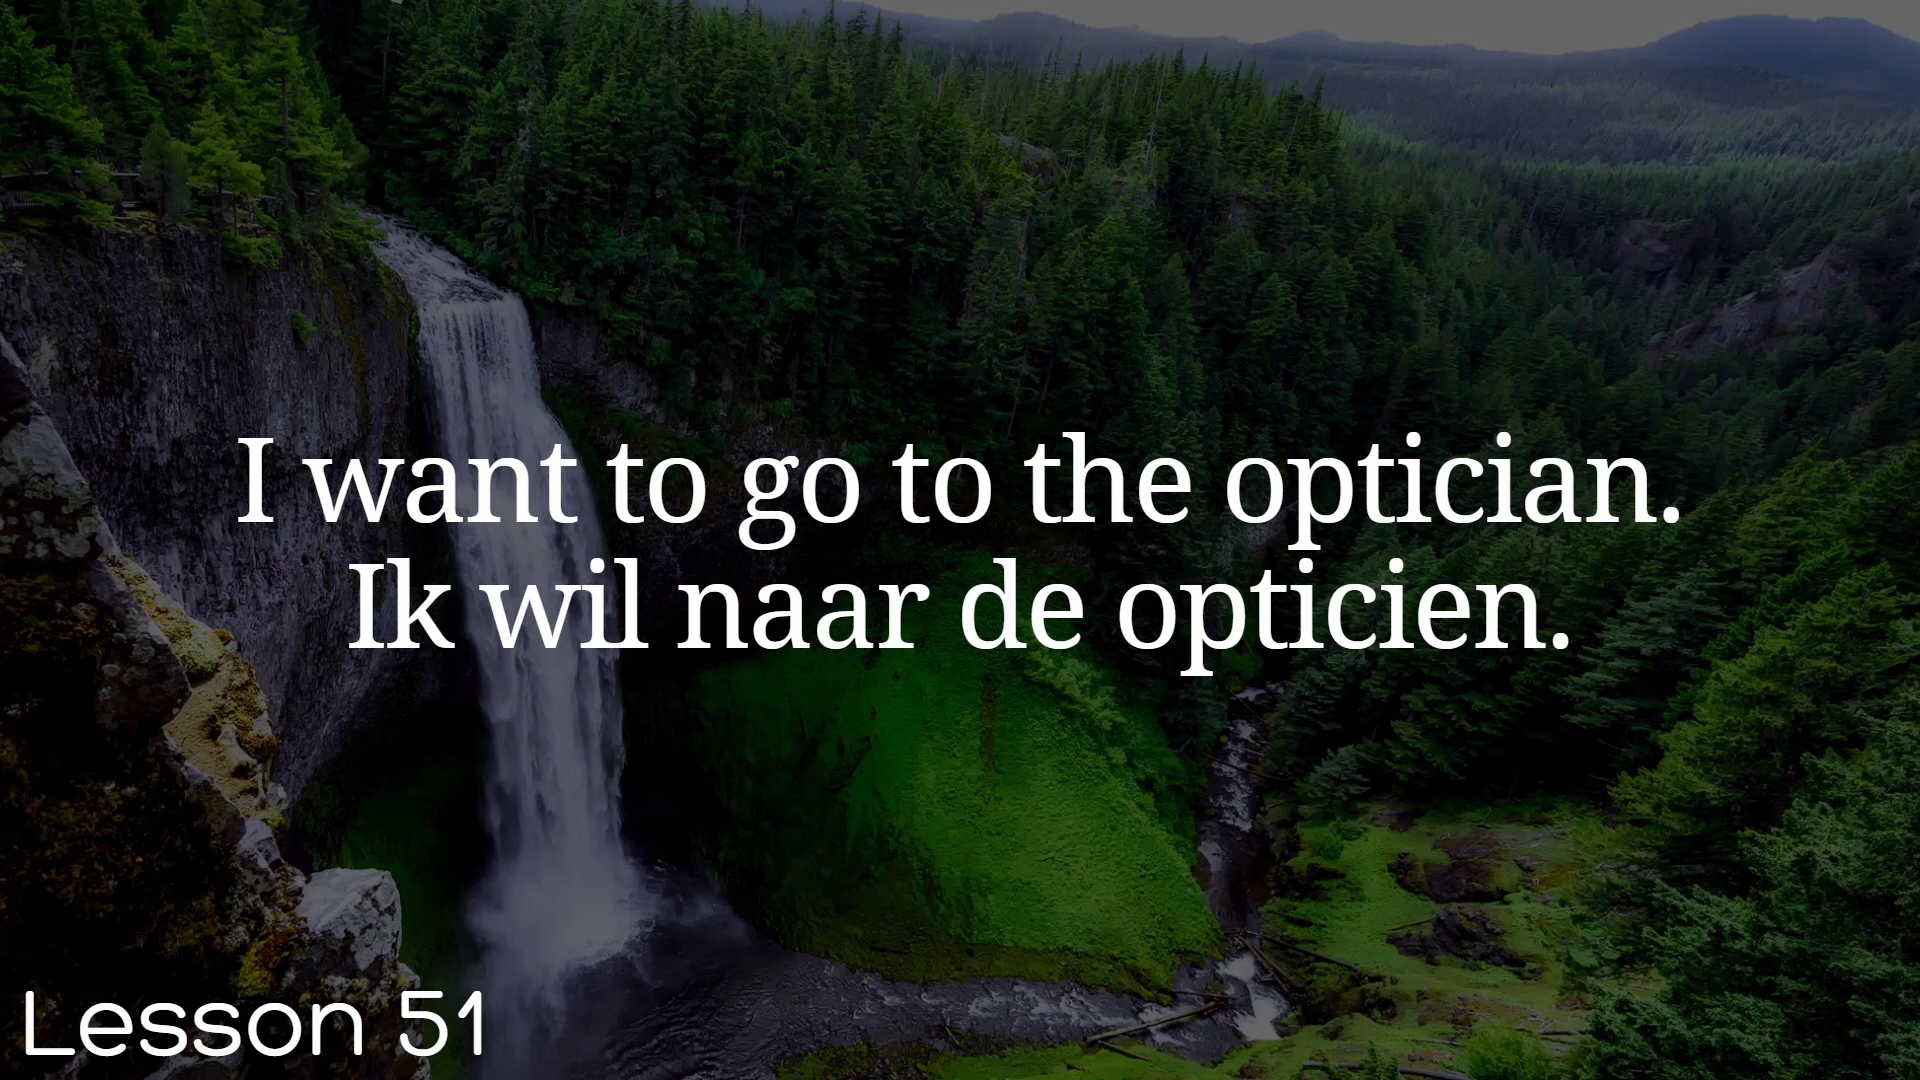 I want to go to the optician.
Ik wil naar de opticien.
Lesson 51